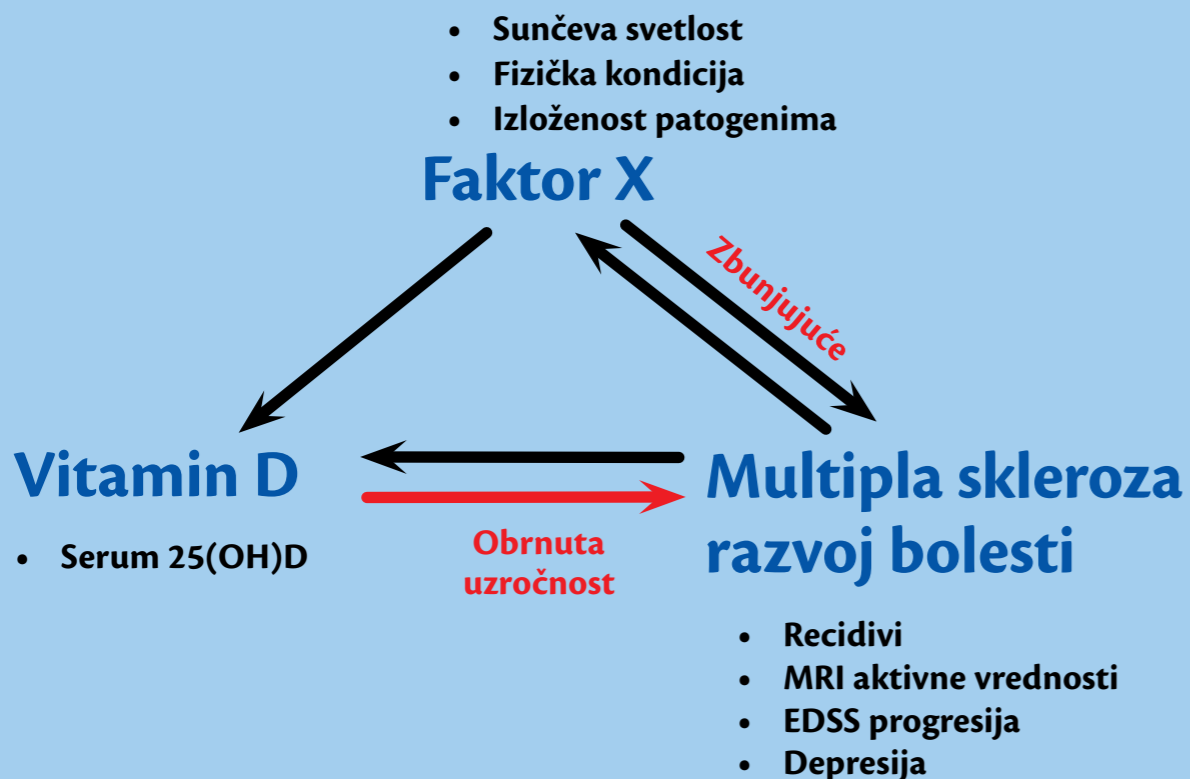 • Sunčeva svetlost
• Fizička kondicija
• Izloženost patogenima
Faktor X
Zbunjujuće
Vitamin D
• Serum 25(OH)D
Obrnuta
uzročnost
Multipla skleroza
razvoj bolesti
• Recidivi
• MRI aktivne vrednosti
• EDSS progresija
• Depresija